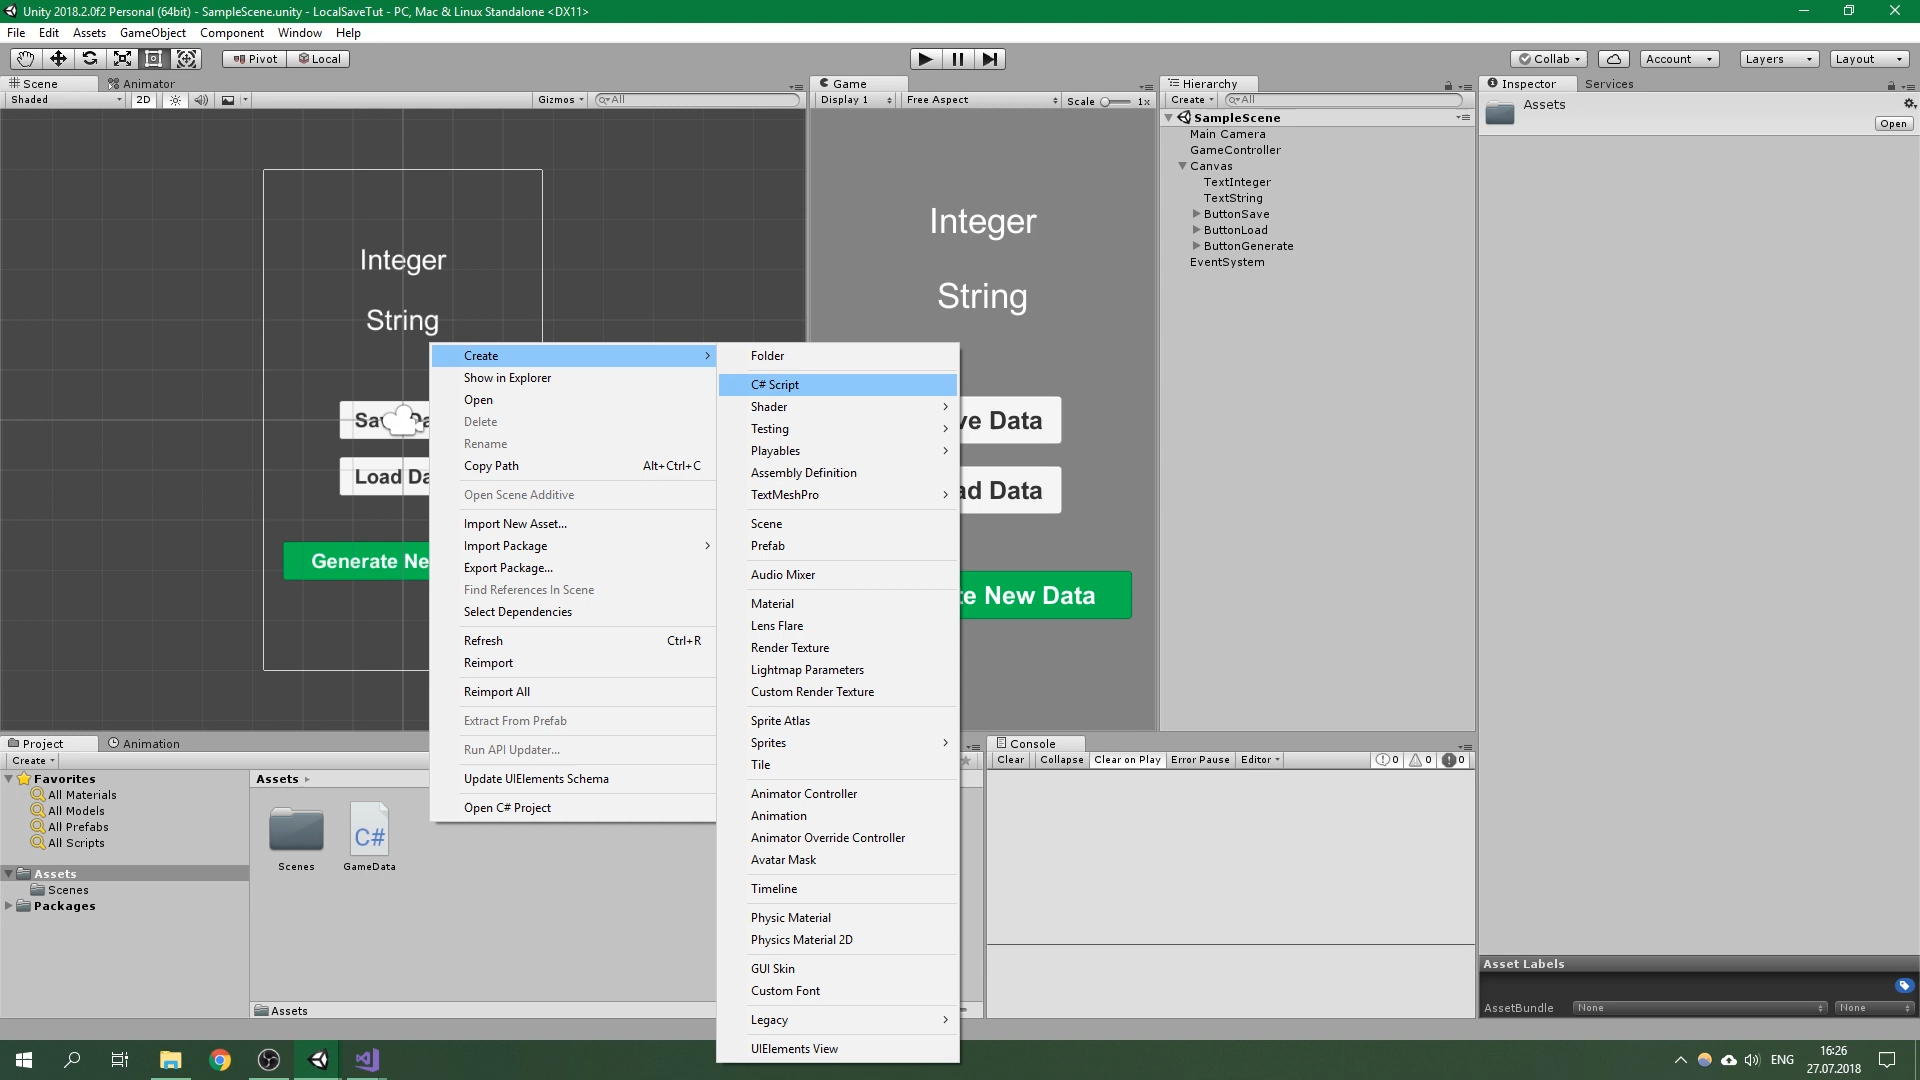 Unity 2018.2.0f2 Personal (64bit) - SampleScene.unity - LocalSaveTut - PC, Mac & Linux Standalone <DX11>
File Edit Assets GameObject Component Window Help
Pivot Local Collab Account Layers Layout
Scene Animator
Shaded 2D Gizmos All
Integer
String
Load Da
Generate Ne
Game
Display 1 Free Aspect Scale 1x
Integer
String
ve Data
ad Data
te New Data
Hierarchy
Create All
SampleScene
Main Camera
GameController
Canvas
TextInteger
TextString
ButtonSave
ButtonLoad
ButtonGenerate
EventSystem
Inspector Services
Assets
Open
Create
Show in Explorer
Open
Delete
Rename
Copy Path Alt+Ctrl+C
Open Scene Additive
Import New Asset...
Import Package
Export Package...
Find References In Scene
Select Dependencies
Refresh Ctrl+R
Reimport
Reimport All
Extract From Prefab
Run API Updater...
Update UIElements Schema
Open C# Project
Folder
C# Script
Shader
Testing
Playables
Assembly Definition
TextMeshPro
Scene
Prefab
Audio Mixer
Material
Lens Flare
Render Texture
Lightmap Parameters
Custom Render Texture
Sprite Atlas
Sprites
Tile
Animator Controller
Animation
Animator Override Controller
Avatar Mask
Timeline
Physic Material
Physics Material 2D
GUI Skin
Custom Font
Legacy
UIElements View
Project Animation
Create
Favorites
All Materials
All Models
All Prefabs
All Scripts
Assets
Scenes
Packages
Assets
C#
Scenes GameData
Assets
Console
Clear Collapse Clear on Play Error Pause Editor 0 0 0
Asset Labels
AssetBundle None None
ENG
16:26
27.07.2018